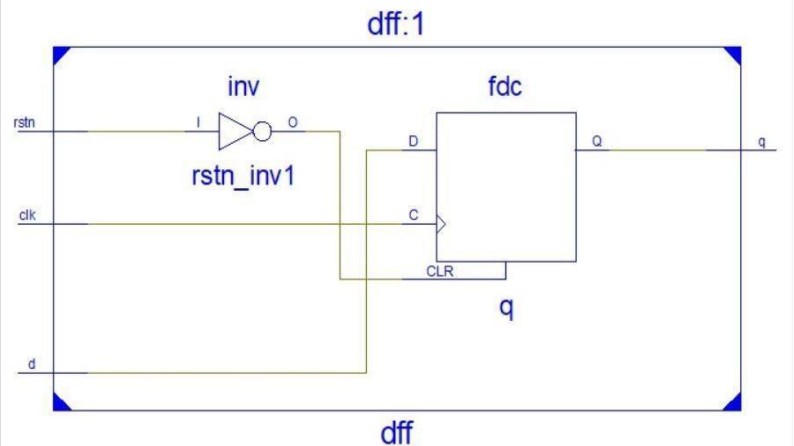 dff:1
inv
fdc
rstn
I
O
D
Q
q
rstn_inv1
clk
C
CLR
q
d
dff